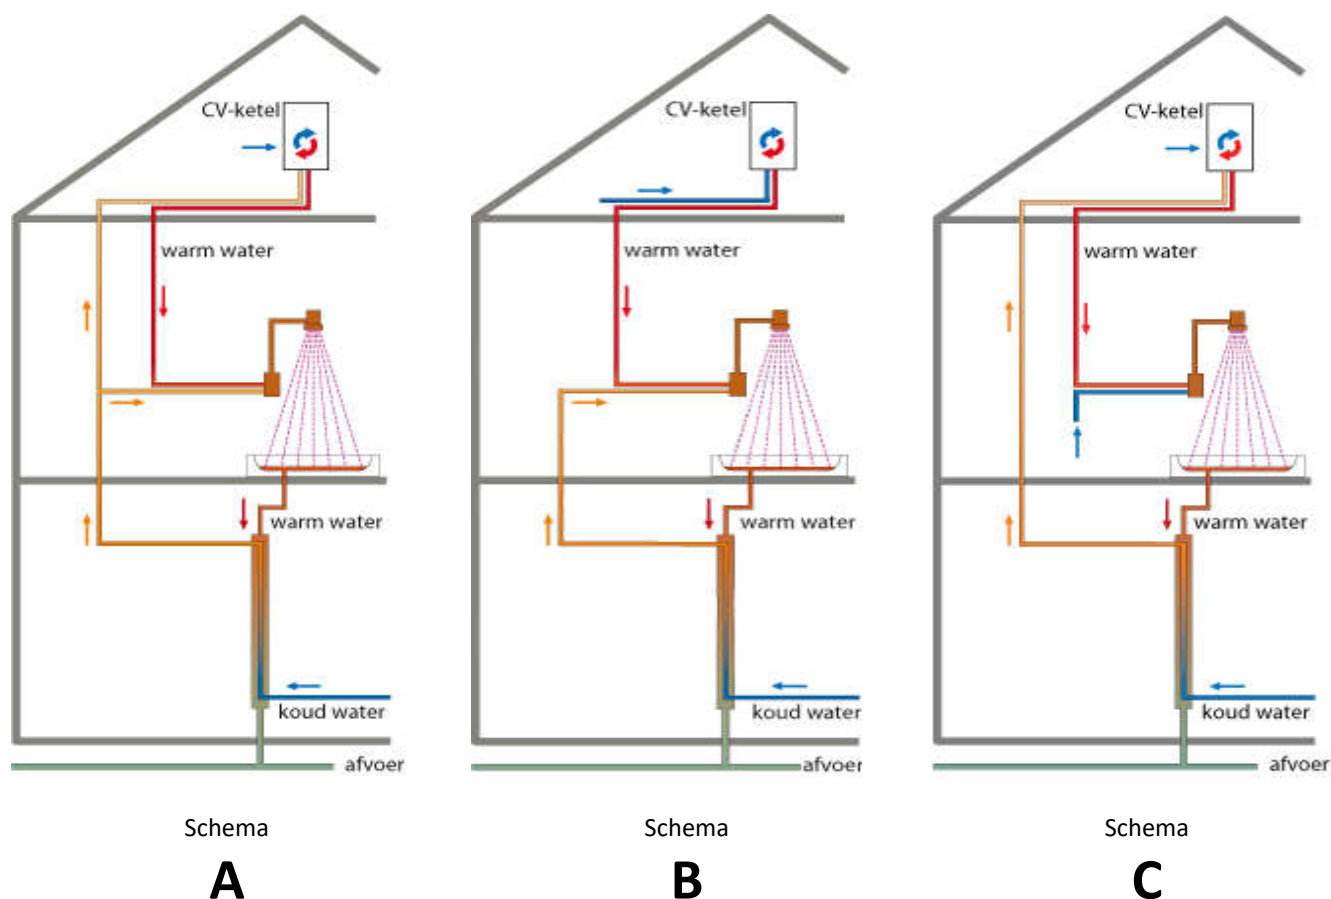 CV-ketel
warm water
warm water
koud water
afvoer
Schema
A
CV-ketel
warm water
warm water
koud water
afvoer
Schema
B
CV-ketel
warm water
warm water
koud water
afvoer
Schema
C